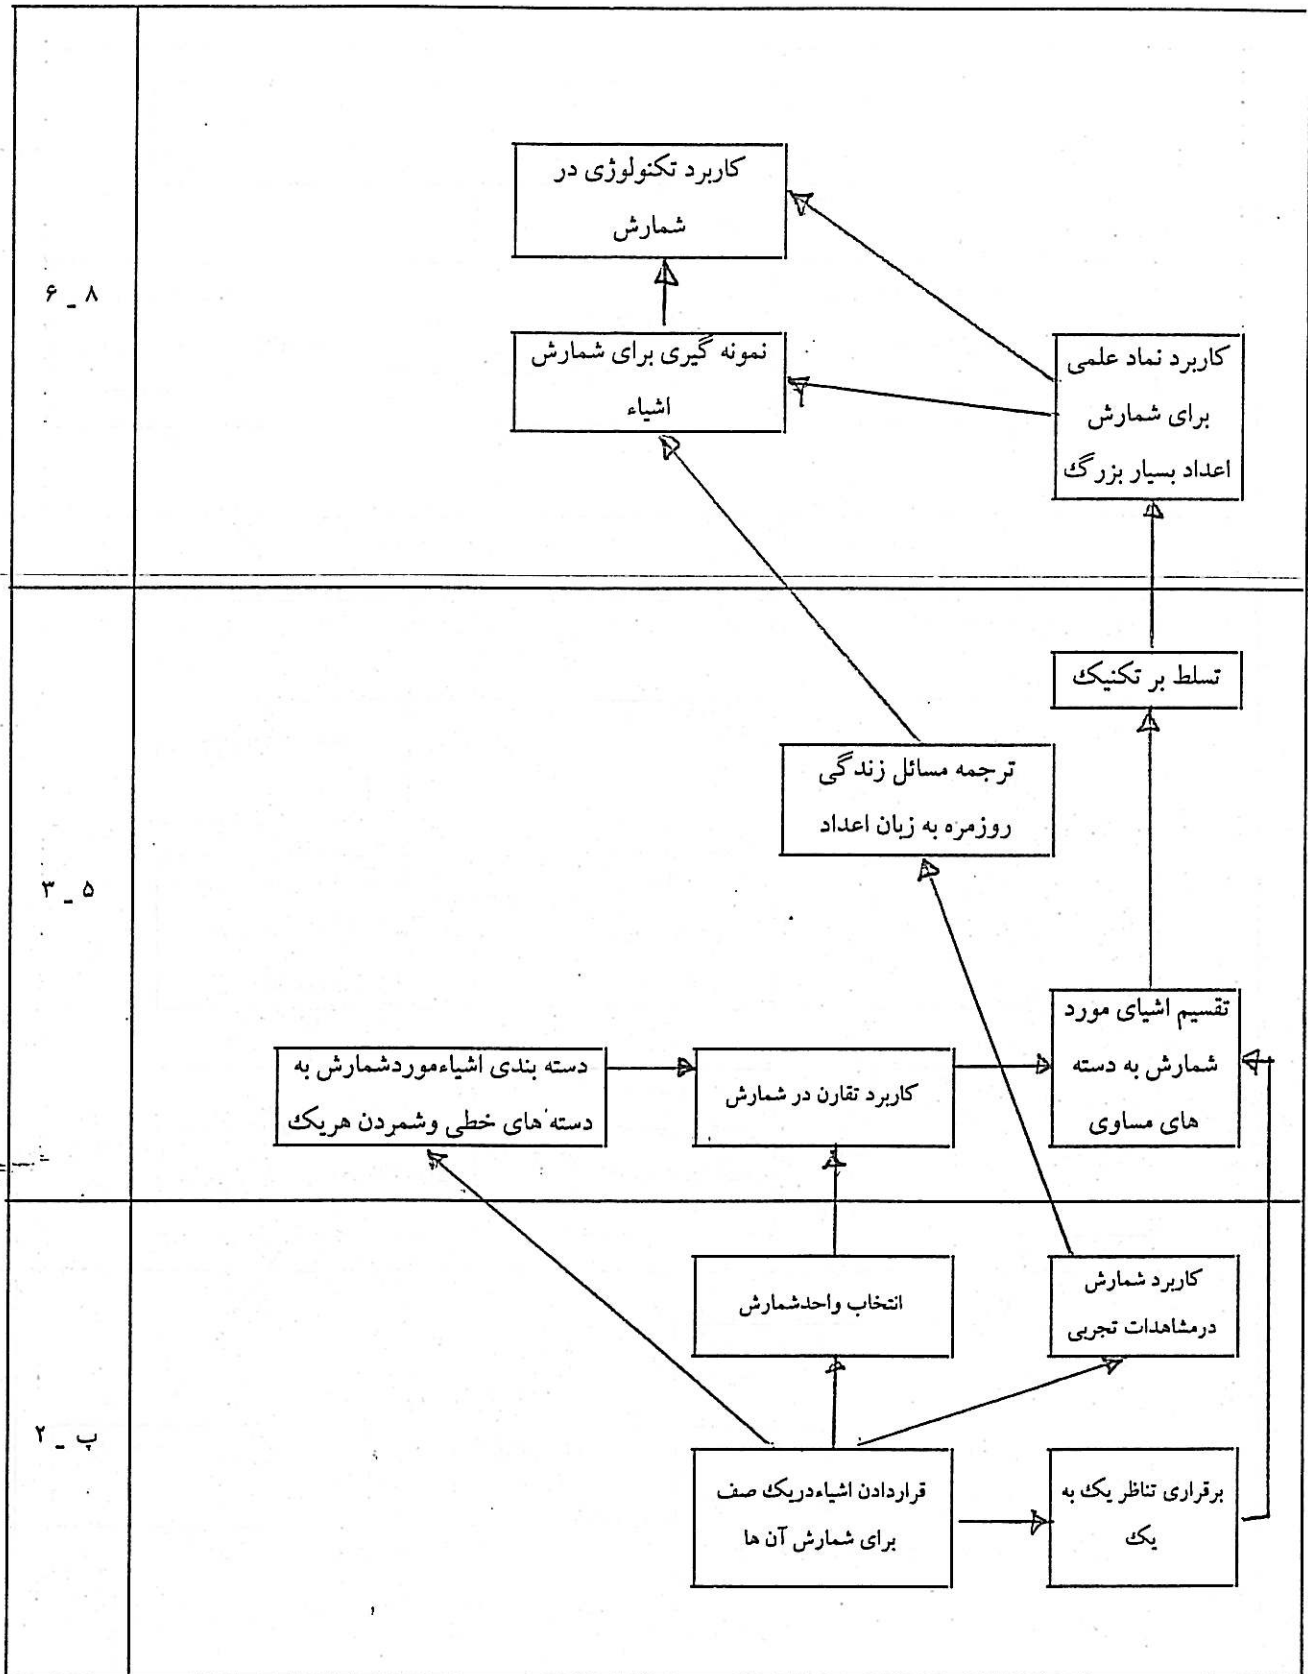 کاربرد تکنولوژی در
شمارش
۶ _ ۸
نمونه گیری برای شمارش
اشیاء
کاربرد نماد علمی
برای شمارش
اعداد بسیار بزرگ
تسلط بر تکنیک
ترجمه مسائل زندگی
روزمره به زبان اعداد
۳ _ ۵
تقسیم اشیای مورد
شمارش به دسته
های مساوی
کاربرد تقارن در شمارش
دسته بندی اشیاءموردشمارش به
دسته های خطی وشمردن هریک
کاربرد شمارش
درمشاهدات تجربی
انتخاب واحدشمارش
پ _ ۲
برقراری تناظر یک به
یک
قراردادن اشیاءدریک صف
برای شمارش آن ها